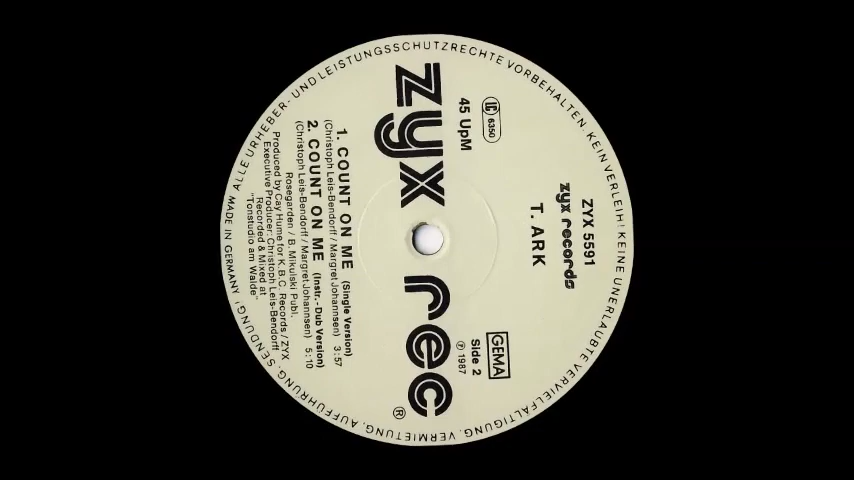 ALLE URHEBER- UND LEISTUNGSSCHUTZRECHTE VORBEHALTEN. KEIN VERLEIH! KEINE UNERLAUBTE VERVIELFÄLTIGUNG, VERMIETUNG, AUFFÜHRUNG, SENDUNG!
ZYX 5591
zyx records
T. ARK
LC 6350
45 UpM
GEMA
Side 2
℗ 1987
zyx rec ®
1. COUNT ON ME (Single Version)
(Christoph Leis-Bendorff / Margret Johannsen) 3:57
2. COUNT ON ME (Instr.-Dub Version)
(Christoph Leis-Bendorff / Margret Johannsen) 5:10
Rosegarden / B. Mikulski Publ.
Produced by Cay Hume for K.B.C. Records / ZYX
Executive Producer: Christoph Leis-Bendorff
Recorded & Mixed at
"Tonstudio am Walde"
MADE IN GERMANY